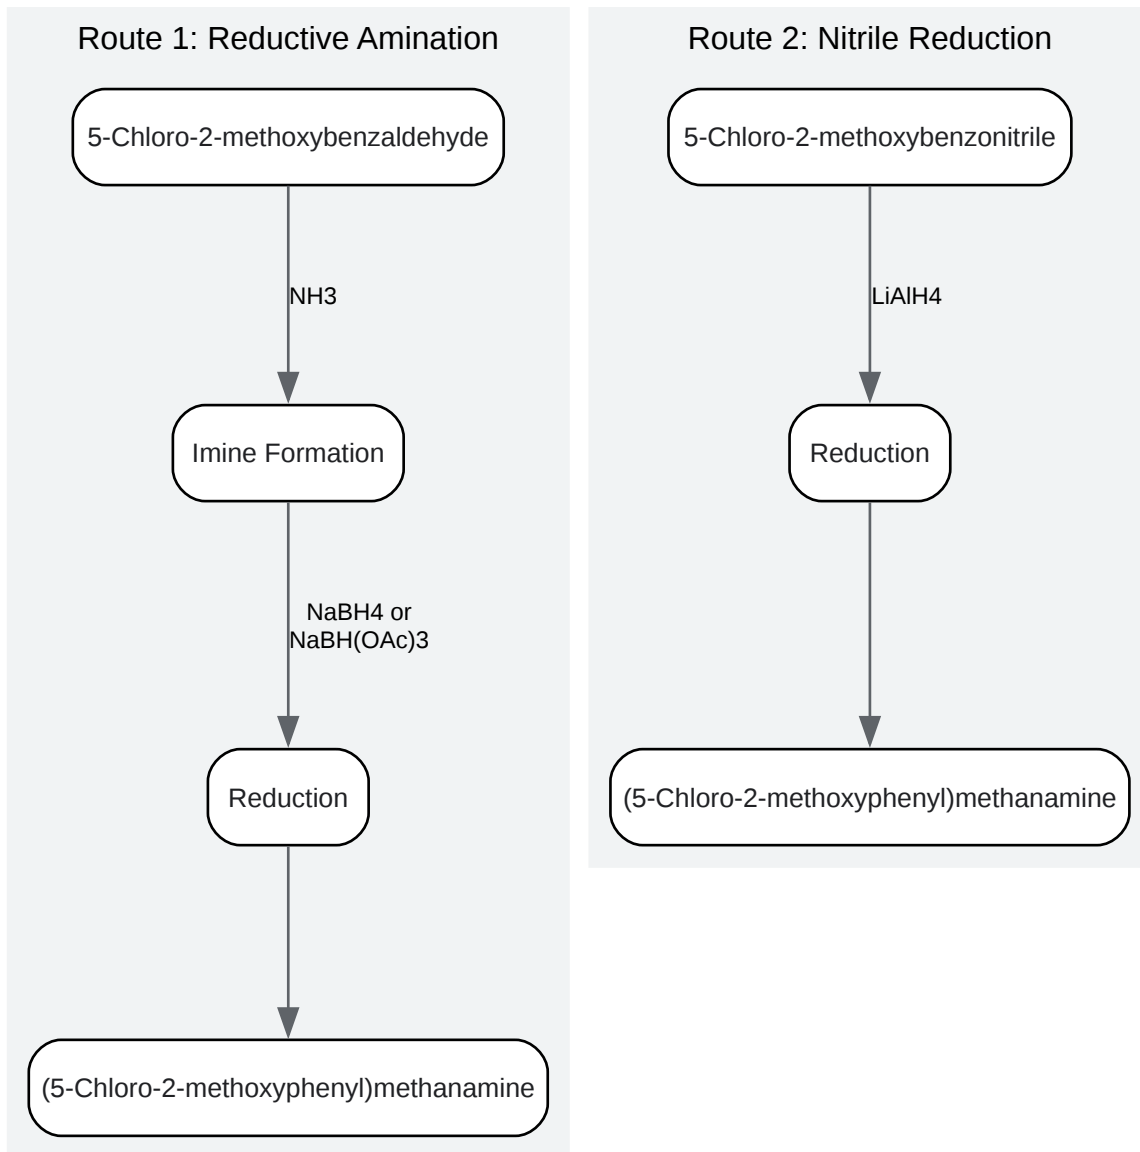 Route 1: Reductive Amination
5-Chloro-2-methoxybenzaldehyde
NH3
Imine Formation
NaBH4 or
NaBH(OAc)3
Reduction
(5-Chloro-2-methoxyphenyl)methanamine
Route 2: Nitrile Reduction
5-Chloro-2-methoxybenzonitrile
LiAlH4
Reduction
(5-Chloro-2-methoxyphenyl)methanamine